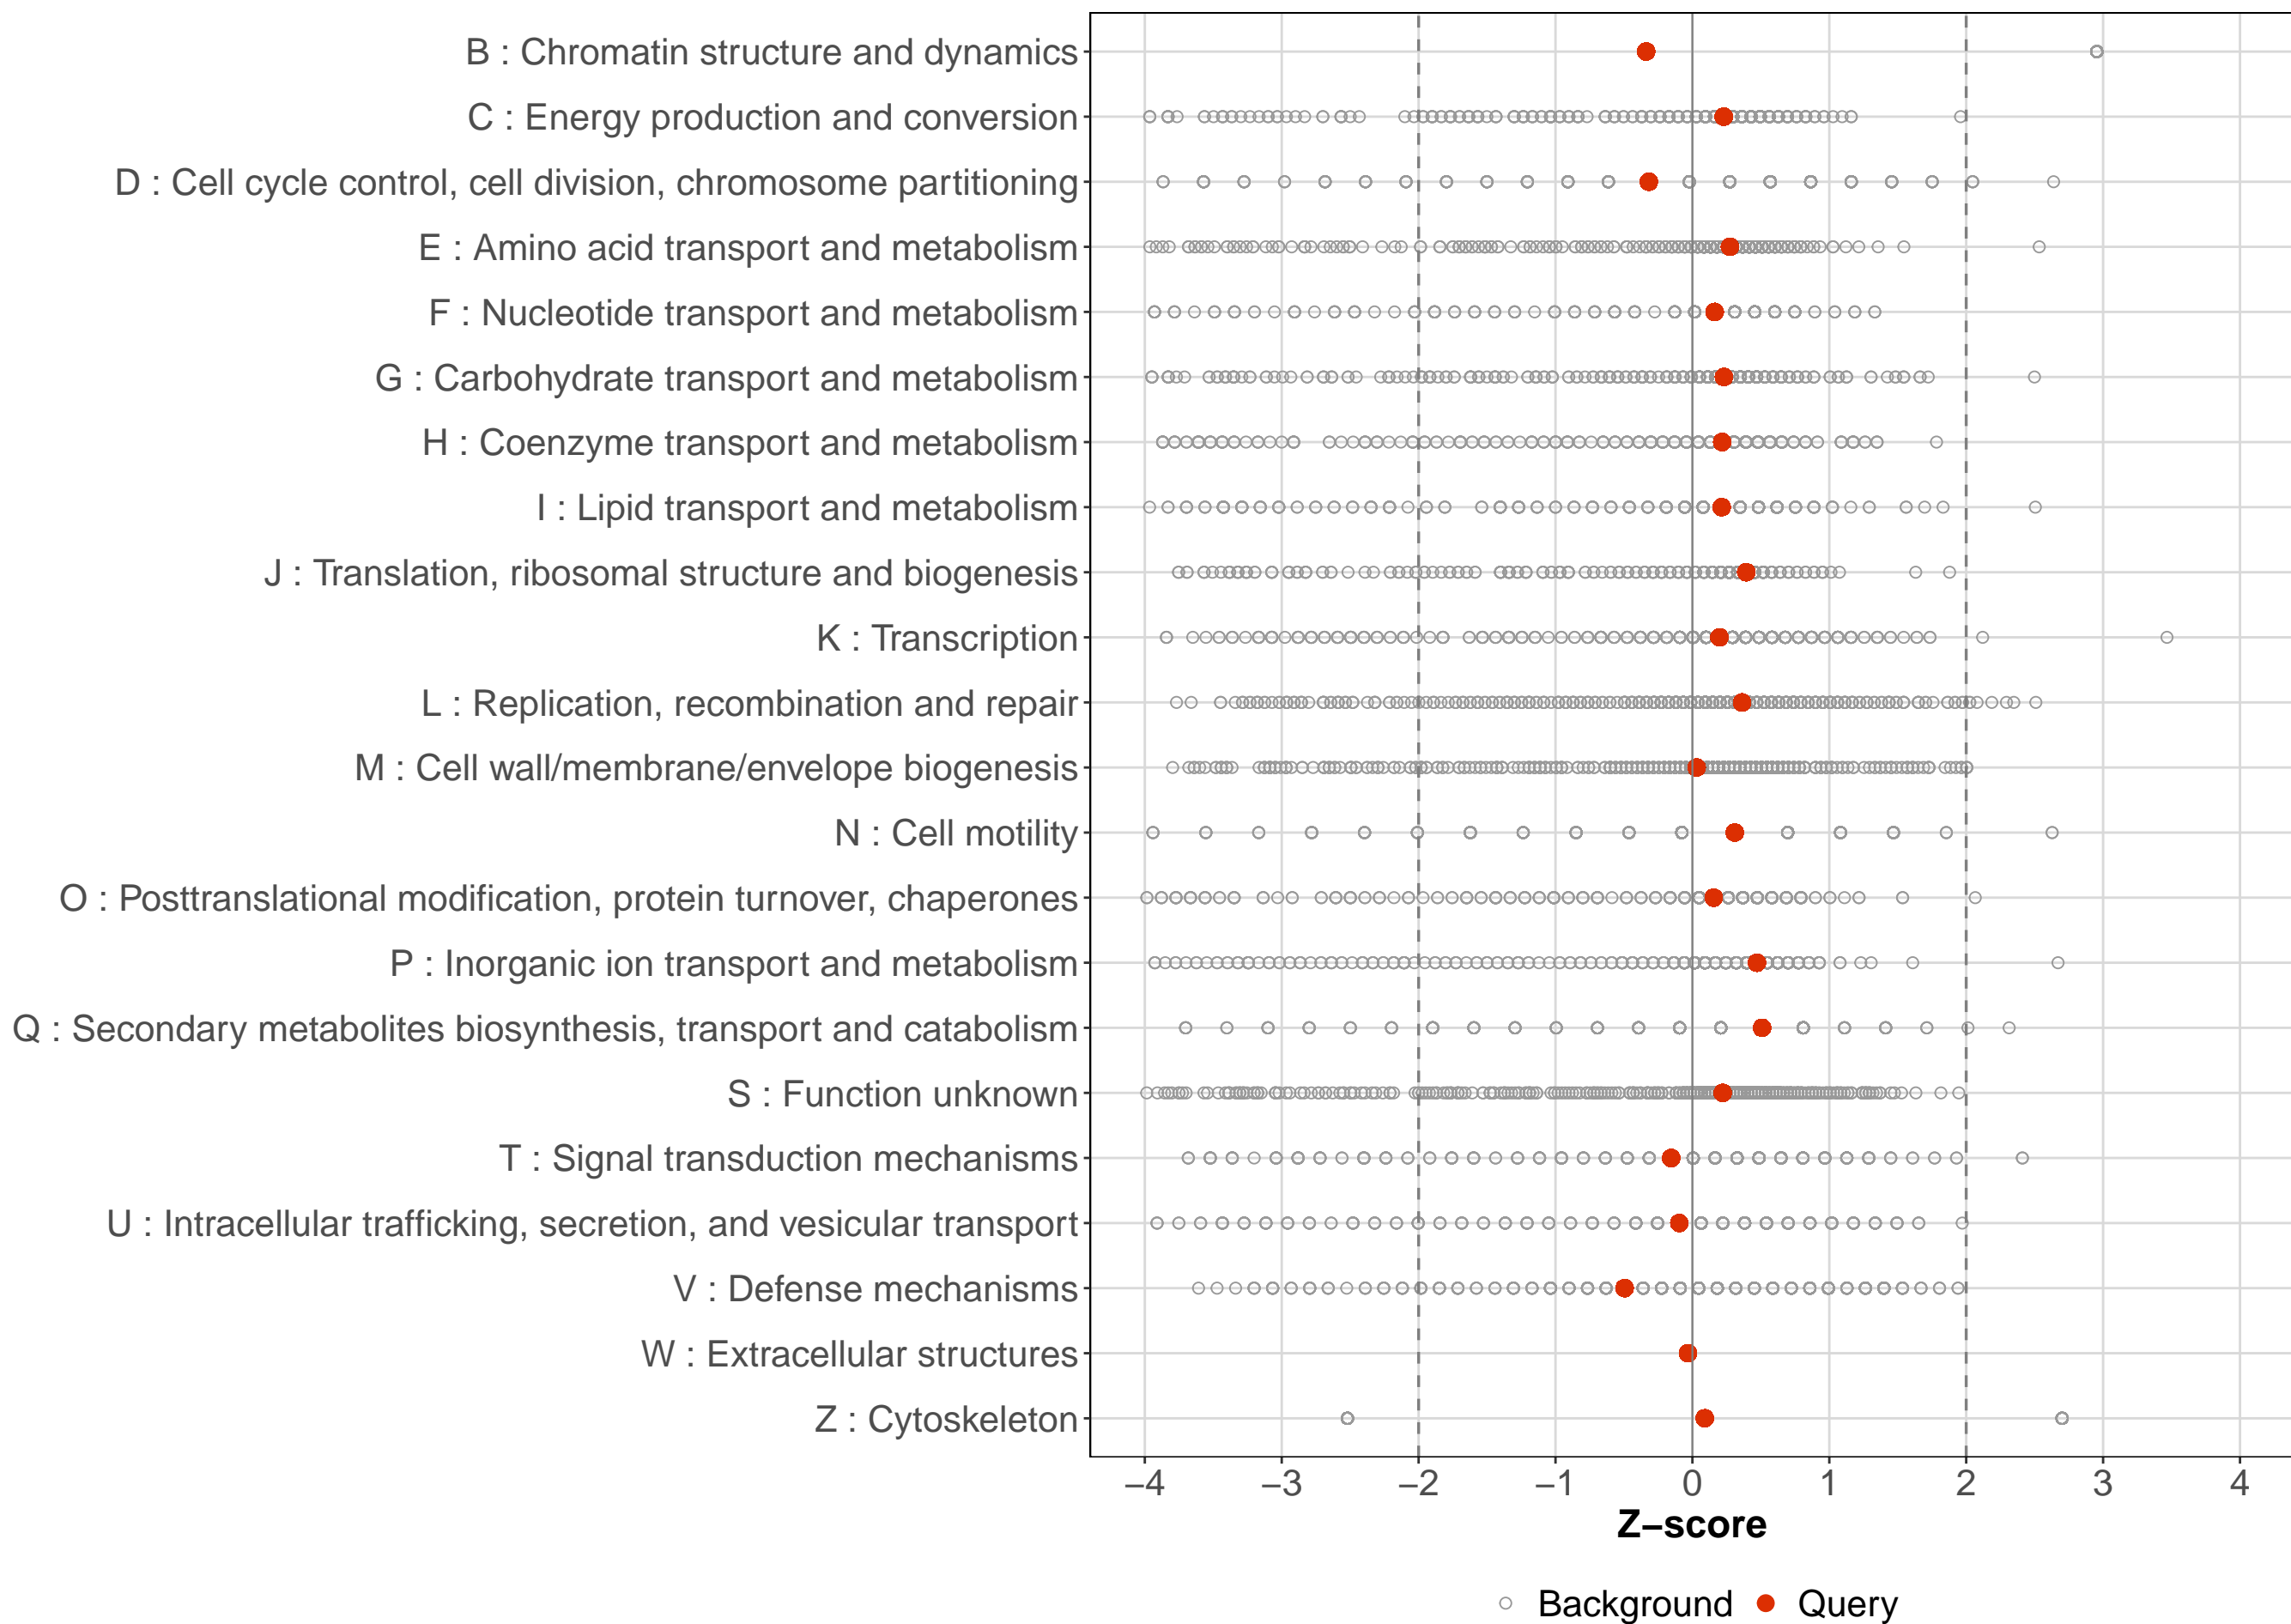 B : Chromatin structure and dynamics
C : Energy production and conversion
D : Cell cycle control, cell division, chromosome partitioning
E : Amino acid transport and metabolism
F : Nucleotide transport and metabolism
G : Carbohydrate transport and metabolism
H : Coenzyme transport and metabolism
I : Lipid transport and metabolism
J : Translation, ribosomal structure and biogenesis
K : Transcription
L : Replication, recombination and repair
M : Cell wall/membrane/envelope biogenesis
N : Cell motility
O : Posttranslational modification, protein turnover, chaperones
P : Inorganic ion transport and metabolism
Q : Secondary metabolites biosynthesis, transport and catabolism
S : Function unknown
T : Signal transduction mechanisms
U : Intracellular trafficking, secretion, and vesicular transport
V : Defense mechanisms
W : Extracellular structures
Z : Cytoskeleton
−4 −3 −2 −1 0 1 2 3 4
Z−score
Background Query